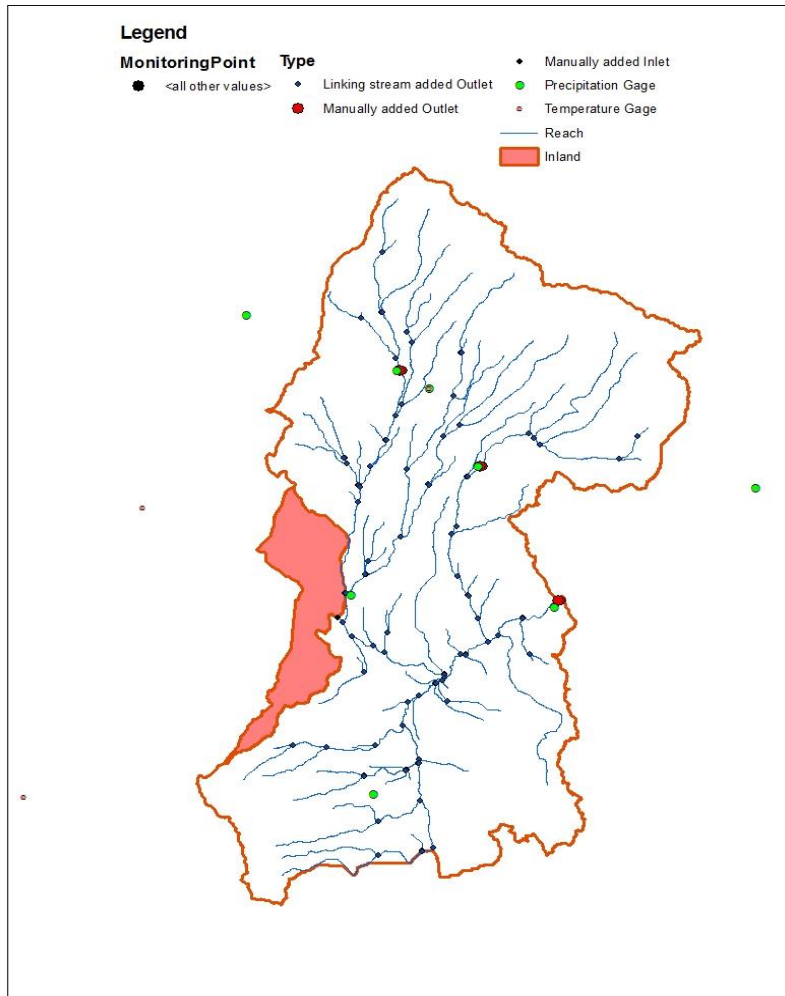 Legend
MonitoringPoint
<all other values>
Type
Linking stream added Outlet
Manually added Outlet
Manually added Inlet
Precipitation Gage
Temperature Gage
Reach
Inland